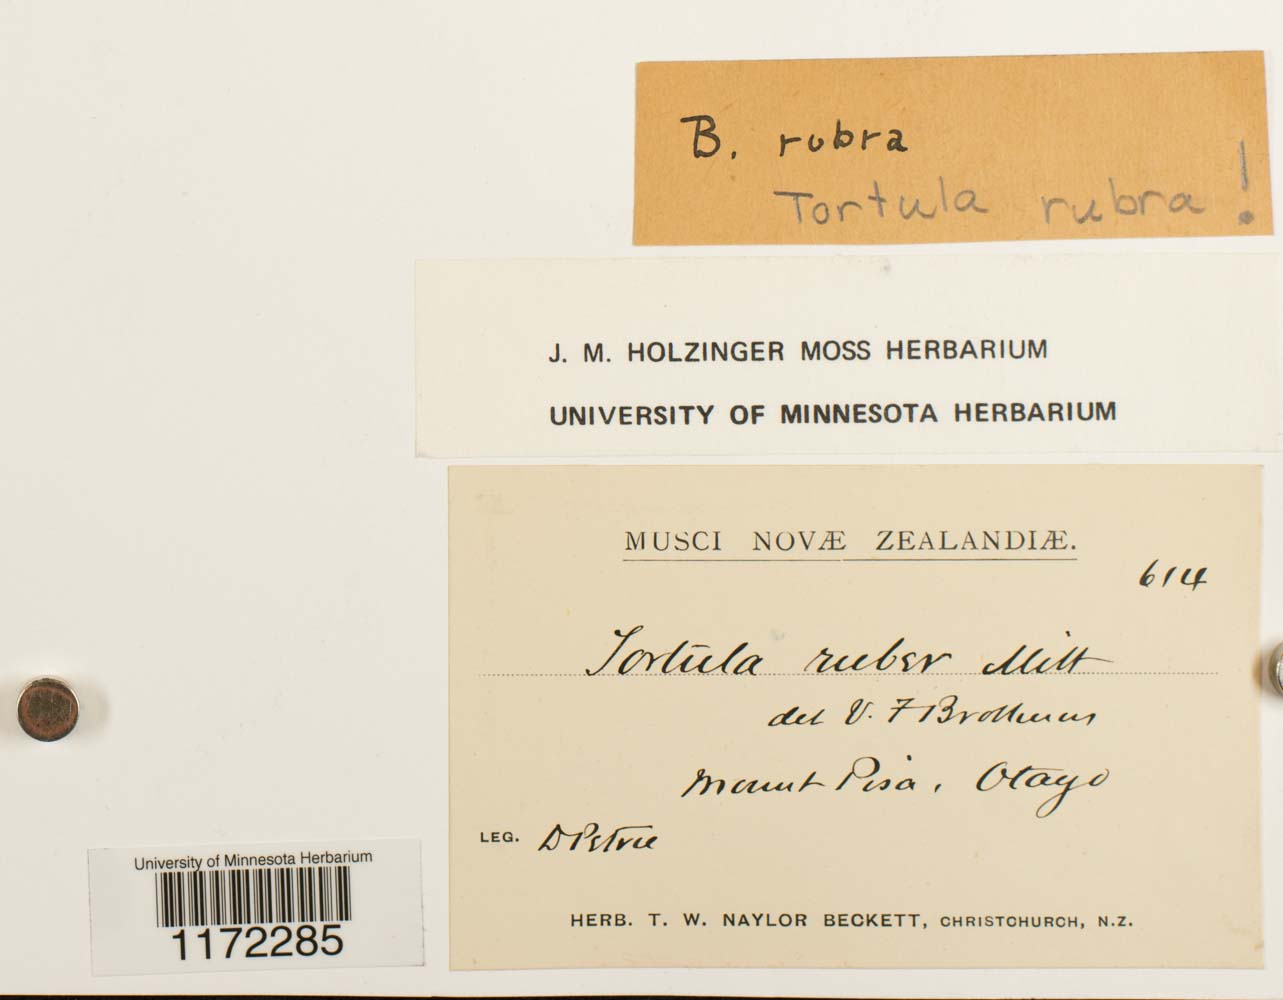 B. rubra
Tortula rubra!
J. M. HOLZINGER MOSS HERBARIUM
UNIVERSITY OF MINNESOTA HERBARIUM
MUSCI NOVÆ ZEALANDIÆ.
614
Tortula ruber Mitt
det V. F Brotherus
Mount Pisa, Otago
LEG. D Petrie
HERB. T. W. NAYLOR BECKETT, CHRISTCHURCH, N.Z.
University of Minnesota Herbarium
1172285